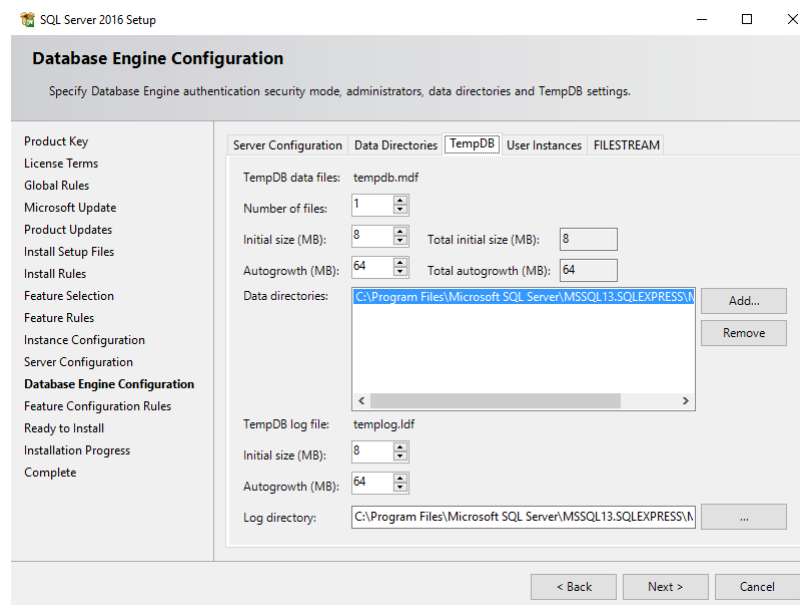 SQL Server 2016 Setup
Database Engine Configuration
Specify Database Engine authentication security mode, administrators, data directories and TempDB settings.
Product Key
License Terms
Global Rules
Microsoft Update
Product Updates
Install Setup Files
Install Rules
Feature Selection
Feature Rules
Instance Configuration
Server Configuration
Database Engine Configuration
Feature Configuration Rules
Ready to Install
Installation Progress
Complete
Server Configuration Data Directories TempDB User Instances FILESTREAM
TempDB data files: tempdb.mdf
Number of files: 1
Initial size (MB): 8 Total initial size (MB): 8
Autogrowth (MB): 64 Total autogrowth (MB): 64
Data directories: C:\Program Files\Microsoft SQL Server\MSSQL13.SQLEXPRESS\ Add...
Remove
TempDB log file: templog.ldf
Initial size (MB): 8
Autogrowth (MB): 64
Log directory: C:\Program Files\Microsoft SQL Server\MSSQL13.SQLEXPRESS\ ...
< Back Next > Cancel